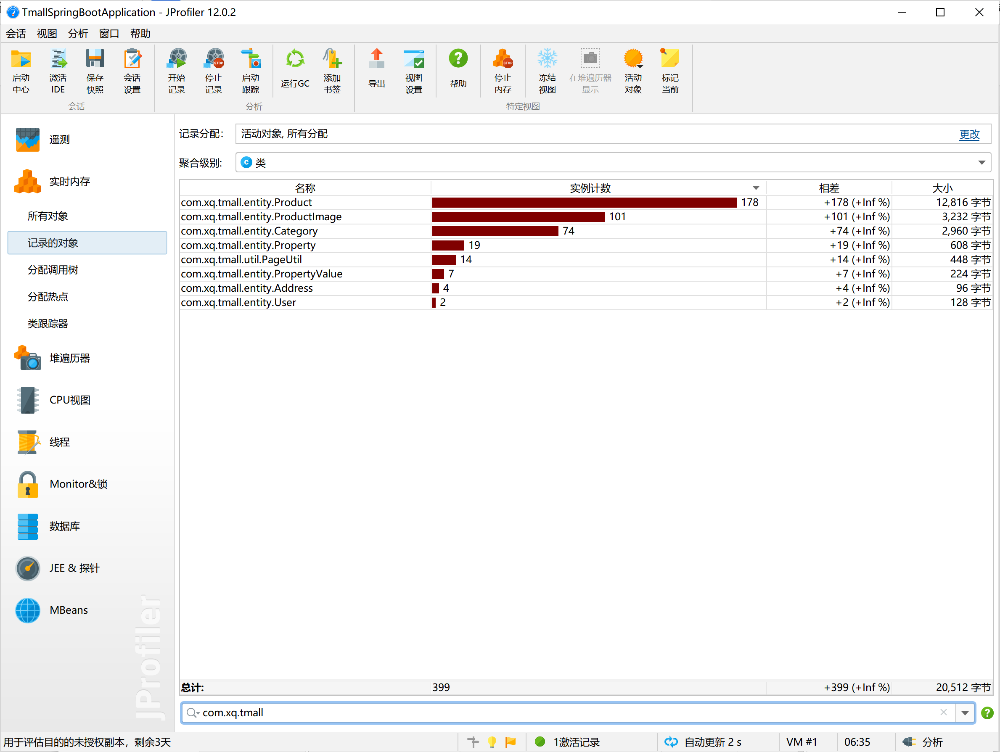 TmallSpringBootApplication - JProfiler 12.0.2
会话 视图 分析 窗口 帮助
启动中心 激活IDE 保存快照 会话设置 开始记录 停止记录 启动跟踪 运行GC 添加书签 导出 视图设置 帮助 停止内存 冻结视图 在堆遍历器显示 活动对象 标记当前
会话 分析 特定视图
遥测
实时内存
所有对象
记录的对象
分配调用树
分配热点
类跟踪器
堆遍历器
CPU视图
线程
Monitor&锁
数据库
JEE & 探针
MBeans
JProfiler
记录分配: 活动对象, 所有分配 更改
聚合级别: C 类
名称 实例计数 相差 大小
com.xq.tmall.entity.Product 178 +178 (+Inf %) 12,816 字节
com.xq.tmall.entity.ProductImage 101 +101 (+Inf %) 3,232 字节
com.xq.tmall.entity.Category 74 +74 (+Inf %) 2,960 字节
com.xq.tmall.entity.Property 19 +19 (+Inf %) 608 字节
com.xq.tmall.util.PageUtil 14 +14 (+Inf %) 448 字节
com.xq.tmall.entity.PropertyValue 7 +7 (+Inf %) 224 字节
com.xq.tmall.entity.Address 4 +4 (+Inf %) 96 字节
com.xq.tmall.entity.User 2 +2 (+Inf %) 128 字节
总计: 399 +399 (+Inf %) 20,512 字节
com.xq.tmall
用于评估目的的未授权副本，剩余3天 1激活记录 自动更新 2 s VM #1 06:35 分析